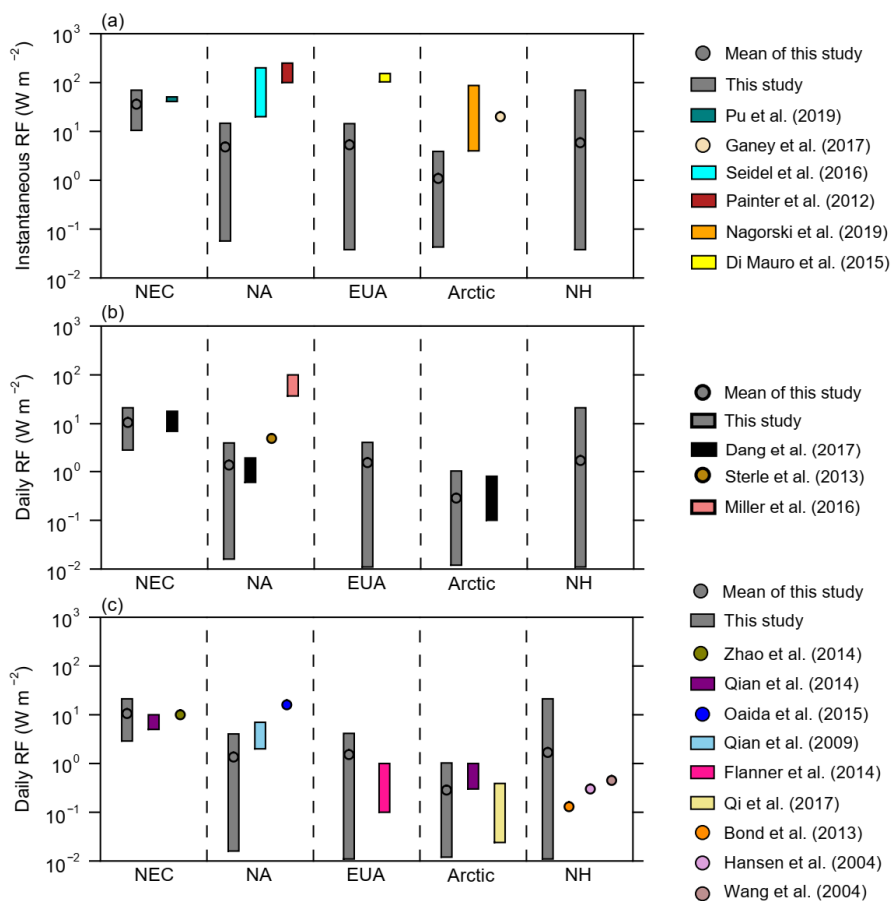 (a)
Instantaneous RF (W m⁻²)
10³
10²
10¹
10⁰
10⁻¹
10⁻²
NEC NA EUA Arctic NH
Mean of this study
This study
Pu et al. (2019)
Ganey et al. (2017)
Seidel et al. (2016)
Painter et al. (2012)
Nagorski et al. (2019)
Di Mauro et al. (2015)
(b)
Daily RF (W m⁻²)
10³
10²
10¹
10⁰
10⁻¹
10⁻²
NEC NA EUA Arctic NH
Mean of this study
This study
Dang et al. (2017)
Sterle et al. (2013)
Miller et al. (2016)
(c)
Daily RF (W m⁻²)
10³
10²
10¹
10⁰
10⁻¹
10⁻²
NEC NA EUA Arctic NH
Mean of this study
This study
Zhao et al. (2014)
Qian et al. (2014)
Oaida et al. (2015)
Qian et al. (2009)
Flanner et al. (2014)
Qi et al. (2017)
Bond et al. (2013)
Hansen et al. (2004)
Wang et al. (2004)